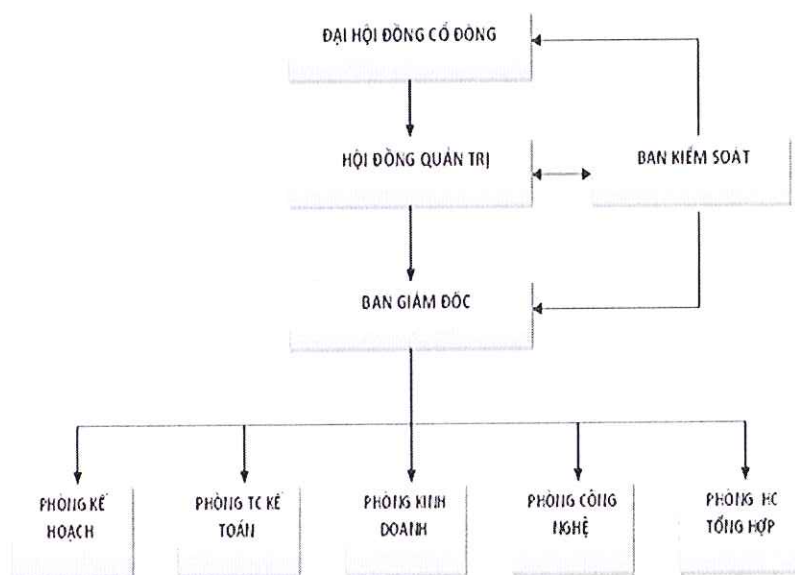 ĐẠI HỘI ĐỒNG CỔ ĐÔNG
HỘI ĐỒNG QUẢN TRỊ
BAN KIỂM SOÁT
BAN GIÁM ĐỐC
PHÒNG KẾ
HOẠCH
PHÒNG TC KẾ
TOÁN
PHÒNG KINH
DOANH
PHÒNG CÔNG
NGHỆ
PHÒNG HC
TỔNG HỢP